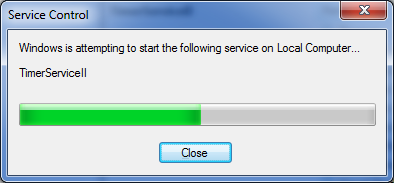 Service Control
Windows is attempting to start the following service on Local Computer...
TimerServiceII
Close